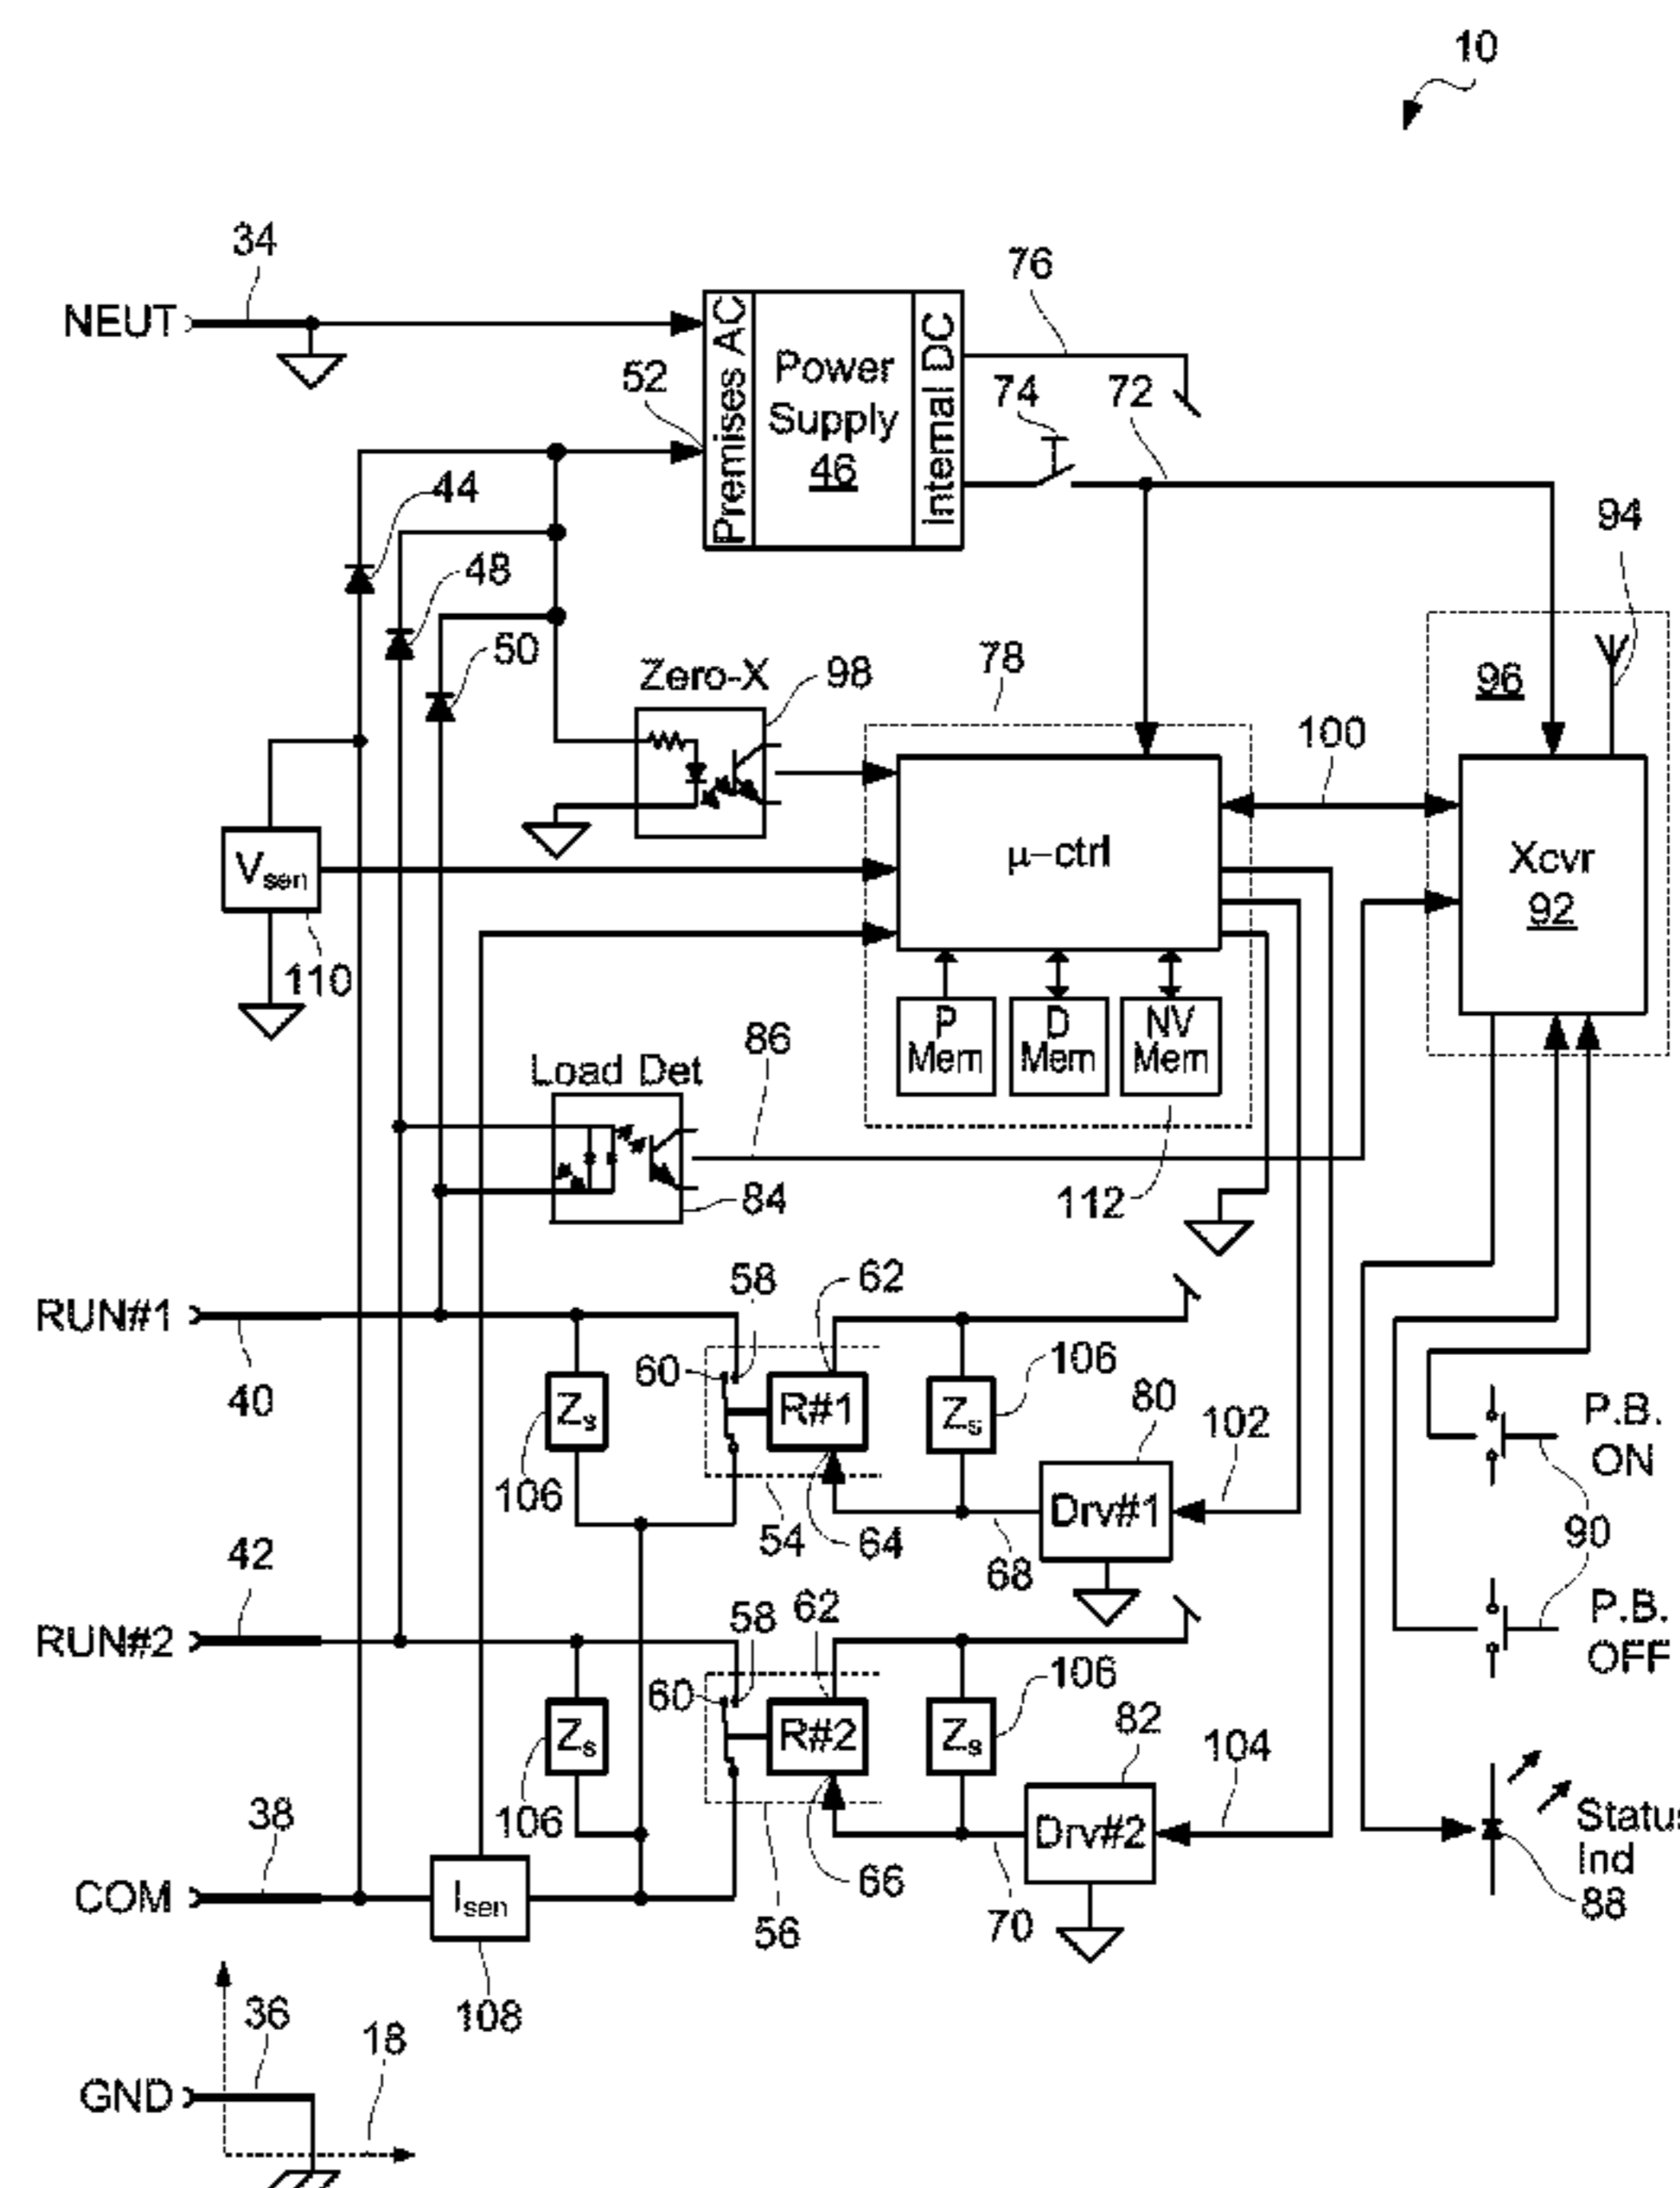 10
34
NEUT
76
52
Premises AC
Power
Supply
46
Internal DC
74
72
44
94
48
50
Zero-X
98
78
96
100
V sen
110
μ-ctrl
Xcvr
92
P
Mem
D
Mem
NV
Mem
86
Load Det
84
112
58
62
RUN#1
40
60
R#1
Zs
106
Zs
106
80
102
P.B.
ON
Drv#1
54
64
68
90
42
RUN#2
58
62
P.B.
OFF
60
R#2
Zs
106
Zs
106
82
104
Drv#2
Status
Ind
88
38
COM
I sen
66
56
70
108
36
18
GND